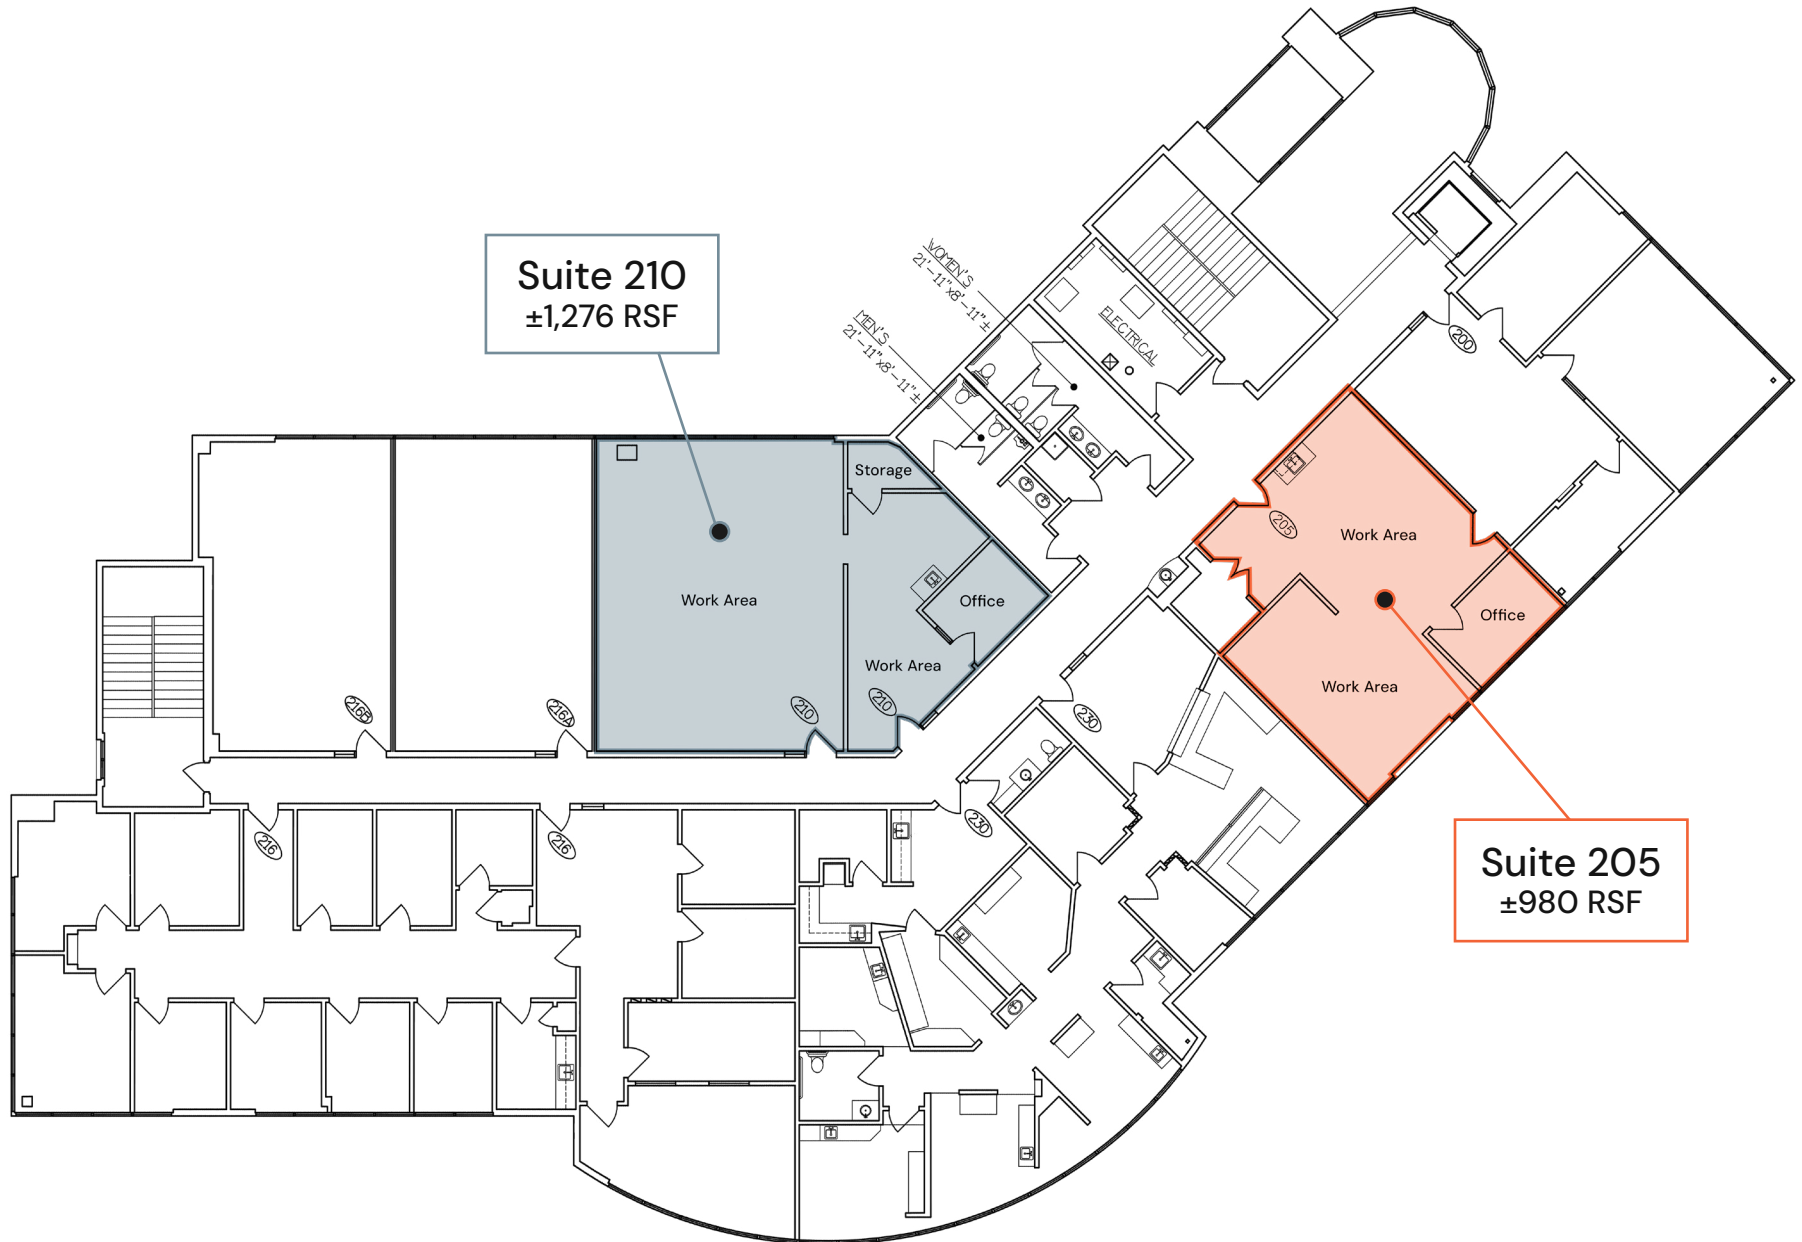 WOMEN'S
21'-11"x8'-11"±
MEN'S
21'-11"x8'-11"±
ELECTRICAL
Suite 210
±1,276 RSF
200
Storage
205
Work Area
Work Area
Office
Office
Work Area
Work Area
216B
216A
210
210
230
216
216
230
Suite 205
±980 RSF